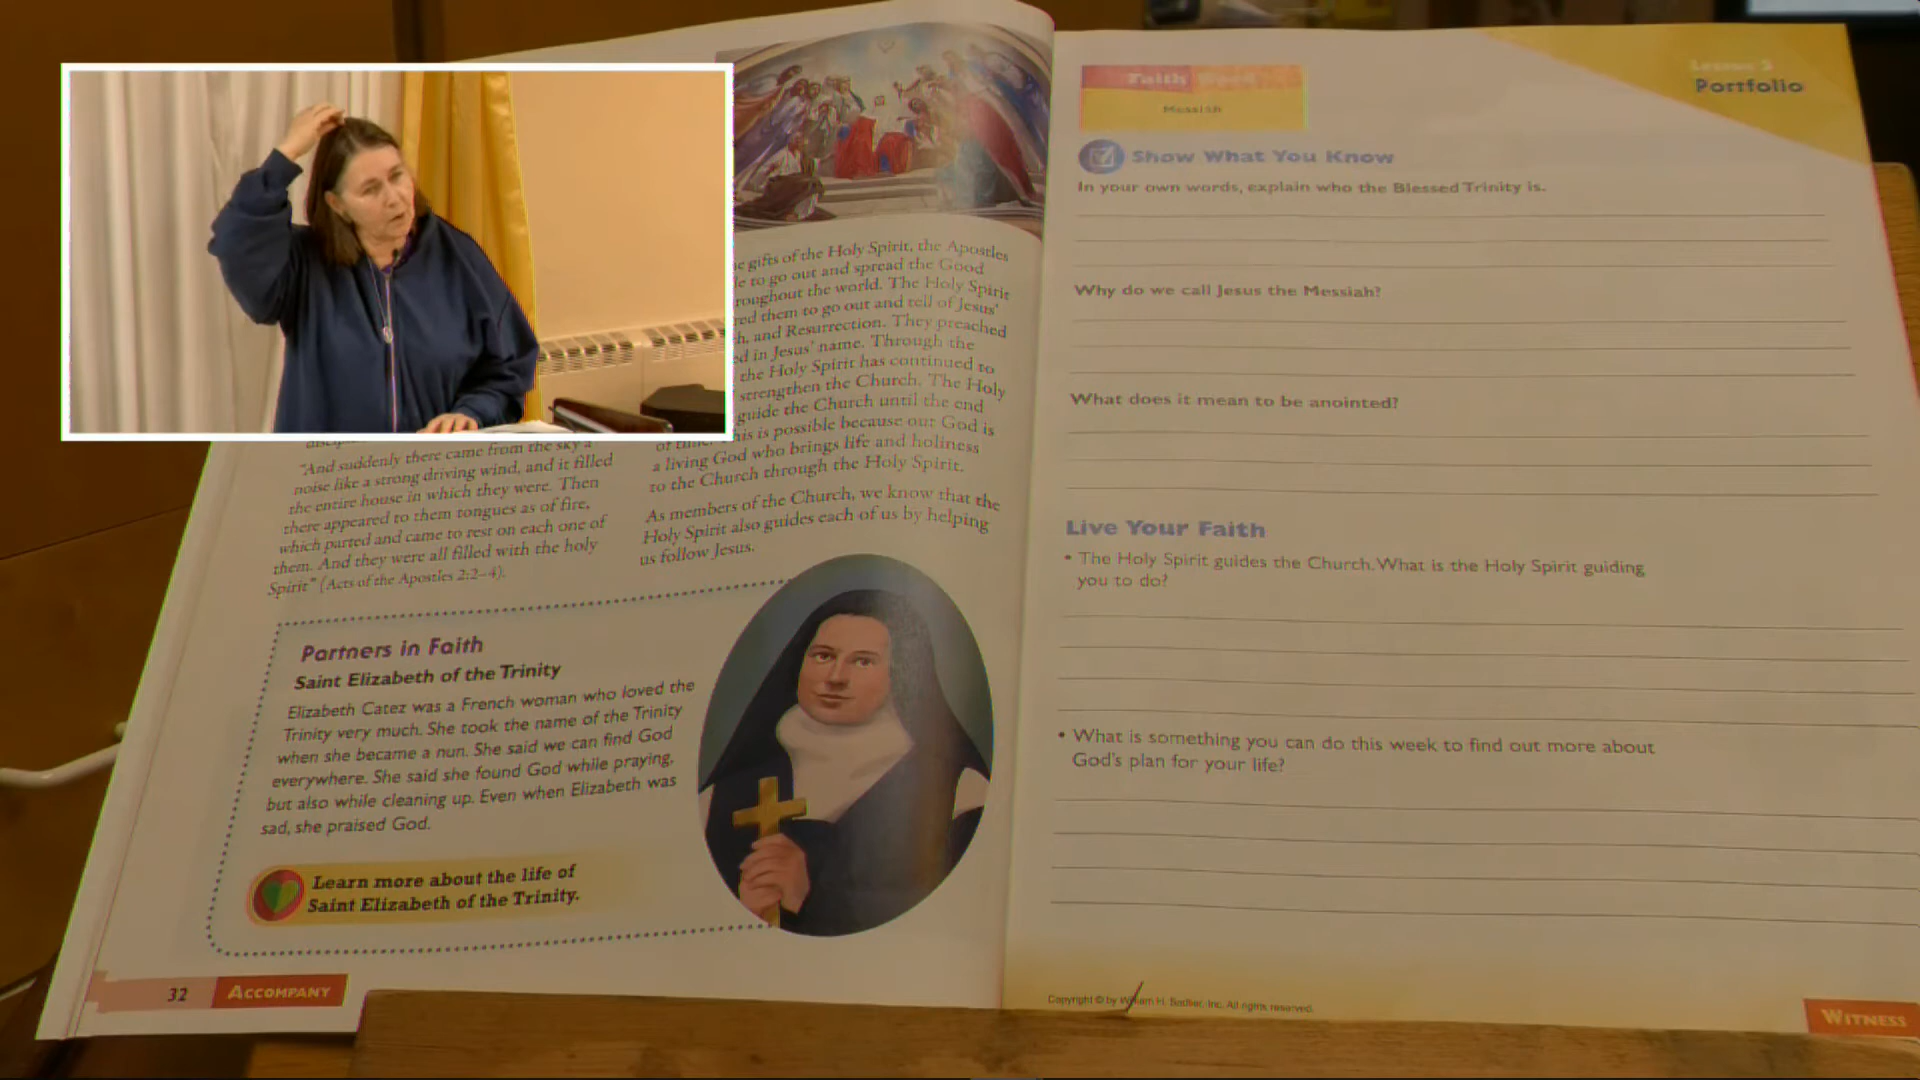 "And suddenly there came from the sky a
noise like a strong driving wind, and it filled
the entire house in which they were. Then
there appeared to them tongues as of fire,
which parted and came to rest on each one of
them. And they were all filled with the holy
Spirit" (Acts of the Apostles 2:2–4).
gifts of the Holy Spirit, the Apostles
to go out and spread the Good
throughout the world. The Holy Spirit
them to go out and tell of Jesus'
and Resurrection. They preached
in Jesus' name. Through the
the Holy Spirit has continued to
strengthen the Church. The Holy
guide the Church until the end
of time. This is possible because our God is
a living God who brings life and holiness
to the Church through the Holy Spirit.
As members of the Church, we know that the
Holy Spirit also guides each of us by helping
us follow Jesus.
Partners in Faith
Saint Elizabeth of the Trinity
Elizabeth Catez was a French woman who loved the
Trinity very much. She took the name of the Trinity
when she became a nun. She said we can find God
everywhere. She said she found God while praying,
but also while cleaning up. Even when Elizabeth was
sad, she praised God.
Learn more about the life of
Saint Elizabeth of the Trinity.
32 ACCOMPANY
Faith Word
Messiah
Lesson 5
Portfolio
Show What You Know
In your own words, explain who the Blessed Trinity is.
Why do we call Jesus the Messiah?
What does it mean to be anointed?
Live Your Faith
• The Holy Spirit guides the Church. What is the Holy Spirit guiding
you to do?
• What is something you can do this week to find out more about
God's plan for your life?
Copyright © by William H. Sadlier, Inc. All rights reserved.
WITNESS